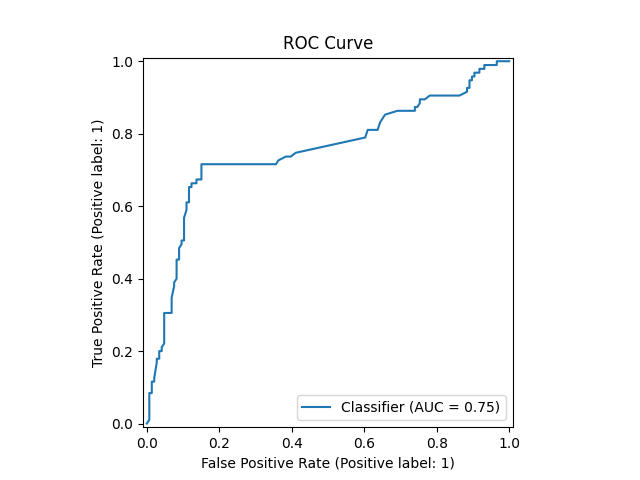 ROC Curve
1.0
0.8
0.6
0.4
0.2
0.0
True Positive Rate (Positive label: 1)
Classifier (AUC = 0.75)
0.0 0.2 0.4 0.6 0.8 1.0
False Positive Rate (Positive label: 1)